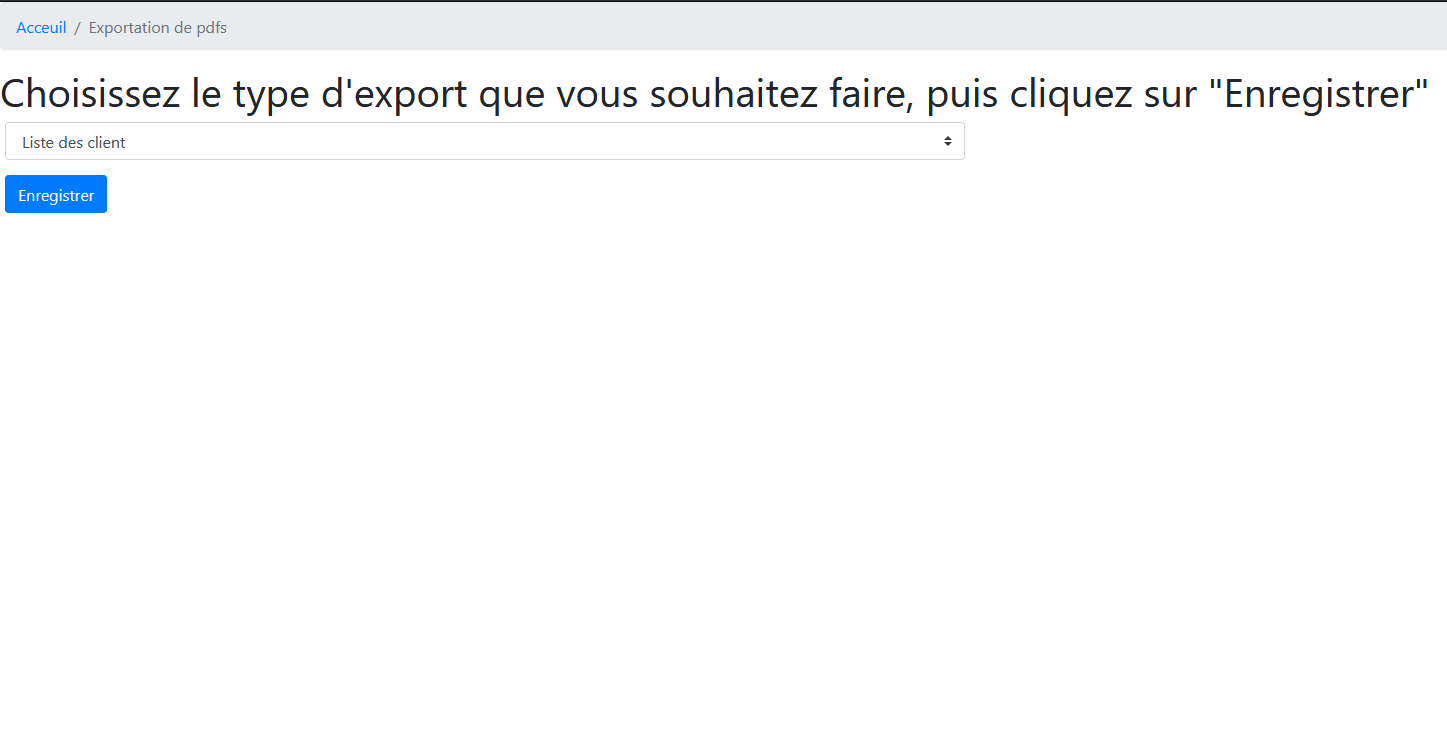 Acceuil / Exportation de pdfs
Choisissez le type d'export que vous souhaitez faire, puis cliquez sur "Enregistrer"
Liste des client
Enregistrer